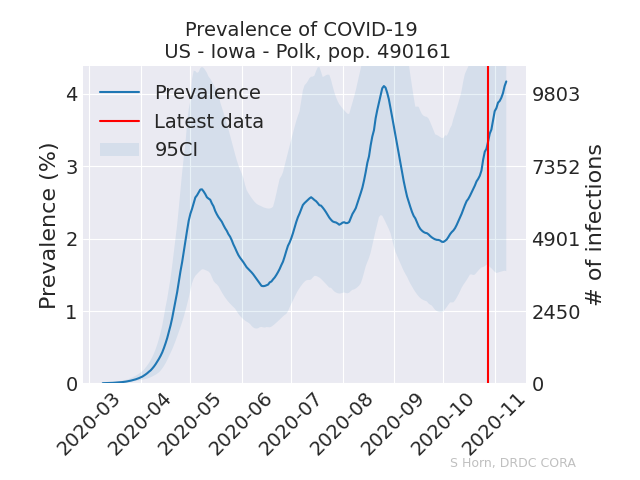 Prevalence of COVID-19
US - Iowa - Polk, pop. 490161
Prevalence
Latest data
95CI
Prevalence (%)
4
3
2
1
0
9803
7352
4901
2450
0
# of infections
2020-03
2020-04
2020-05
2020-06
2020-07
2020-08
2020-09
2020-10
2020-11
S Horn, DRDC CORA